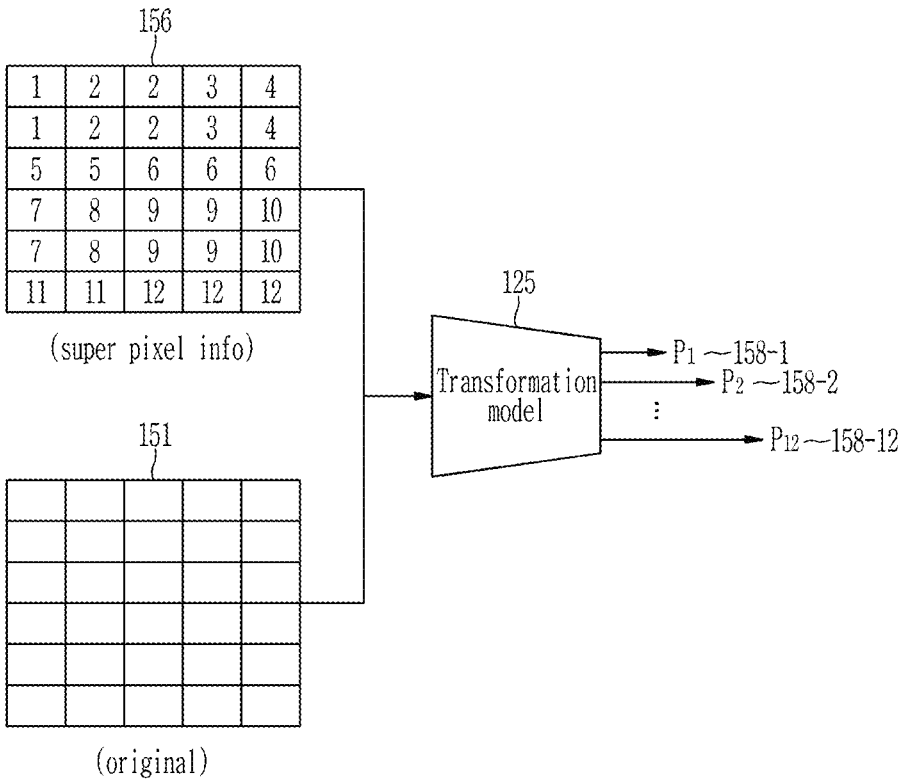 156
1 2 2 3 4
1 2 2 3 4
5 5 6 6 6
7 8 9 9 10
7 8 9 9 10
11 11 12 12 12
(super pixel info)
125
Transformation
model
P1 158-1
P2 158-2
⋮
P12 158-12
151
(original)